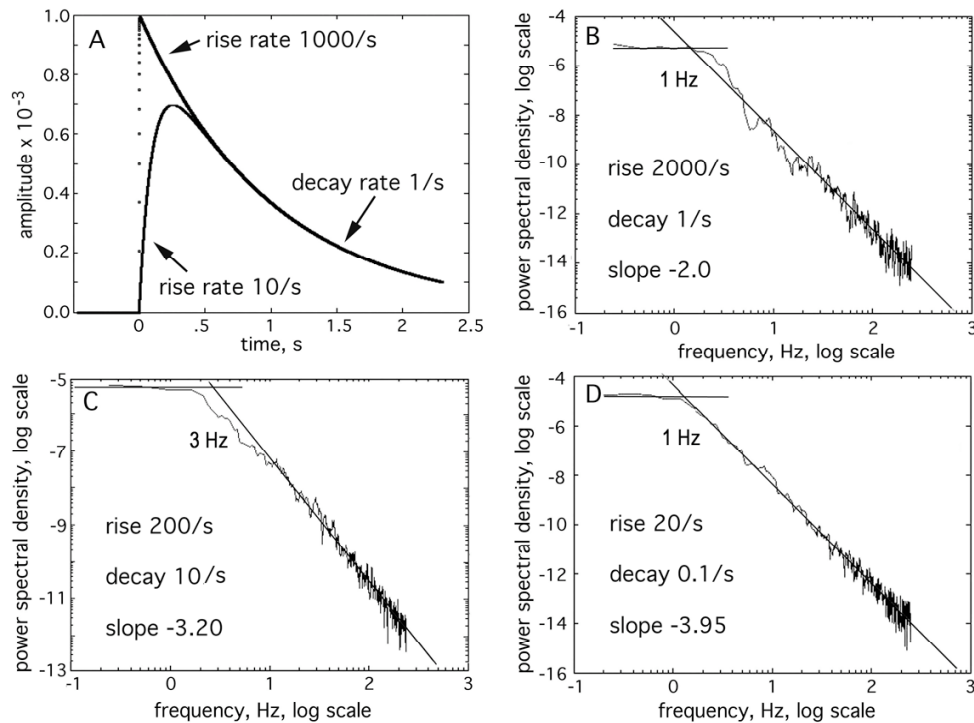 A
rise rate 1000/s
decay rate 1/s
rise rate 10/s
amplitude x 10⁻³
1.0
0.8
0.6
0.4
0.2
0.0
0
.5
1
1.5
2
2.5
time, s
B
1 Hz
rise 2000/s
decay 1/s
slope -2.0
power spectral density, log scale
-4
-6
-8
-10
-12
-14
-16
-1
0
1
2
3
frequency, Hz, log scale
C
3 Hz
rise 200/s
decay 10/s
slope -3.20
power spectral density, log scale
-5
-7
-9
-11
-13
-1
0
1
2
3
frequency, Hz, log scale
D
1 Hz
rise 20/s
decay 0.1/s
slope -3.95
power spectral density, log scale
-4
-6
-8
-10
-12
-14
-16
-1
0
1
2
3
frequency, Hz, log scale